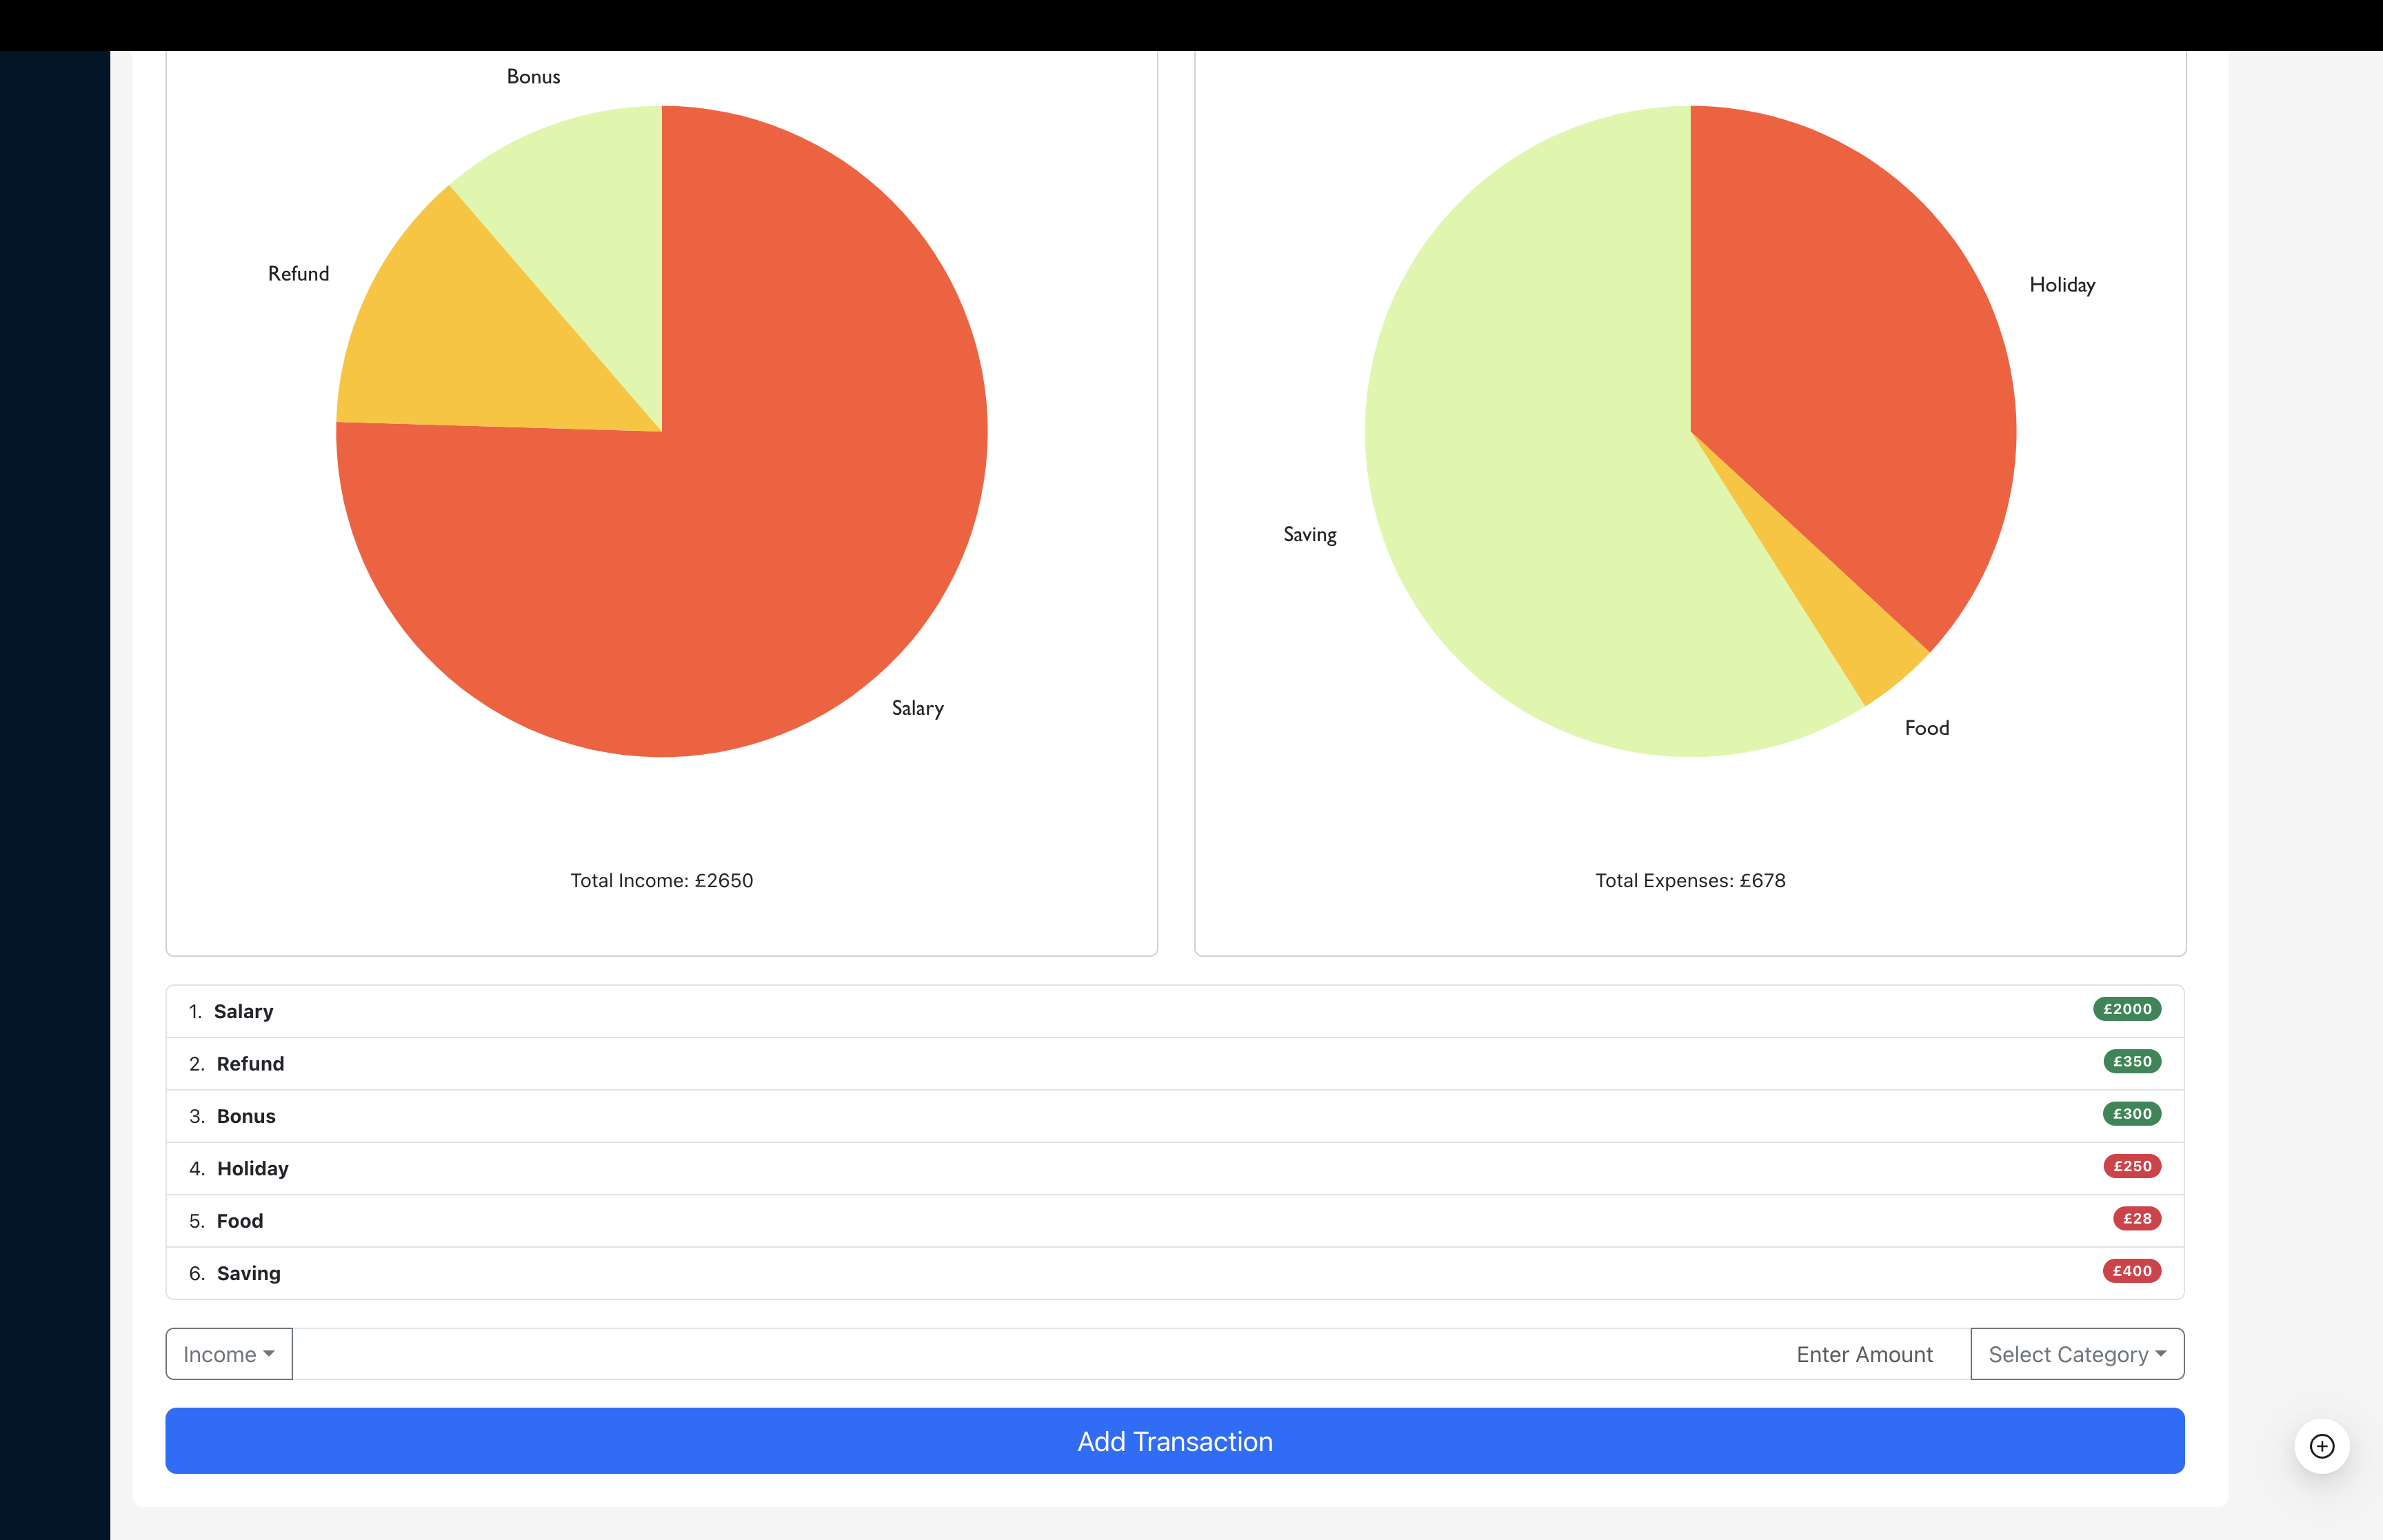 Bonus
Refund
Salary
Total Income: £2650
Holiday
Saving
Food
Total Expenses: £678
1. Salary £2000
2. Refund £350
3. Bonus £300
4. Holiday £250
5. Food £28
6. Saving £400
Income Enter Amount Select Category
Add Transaction